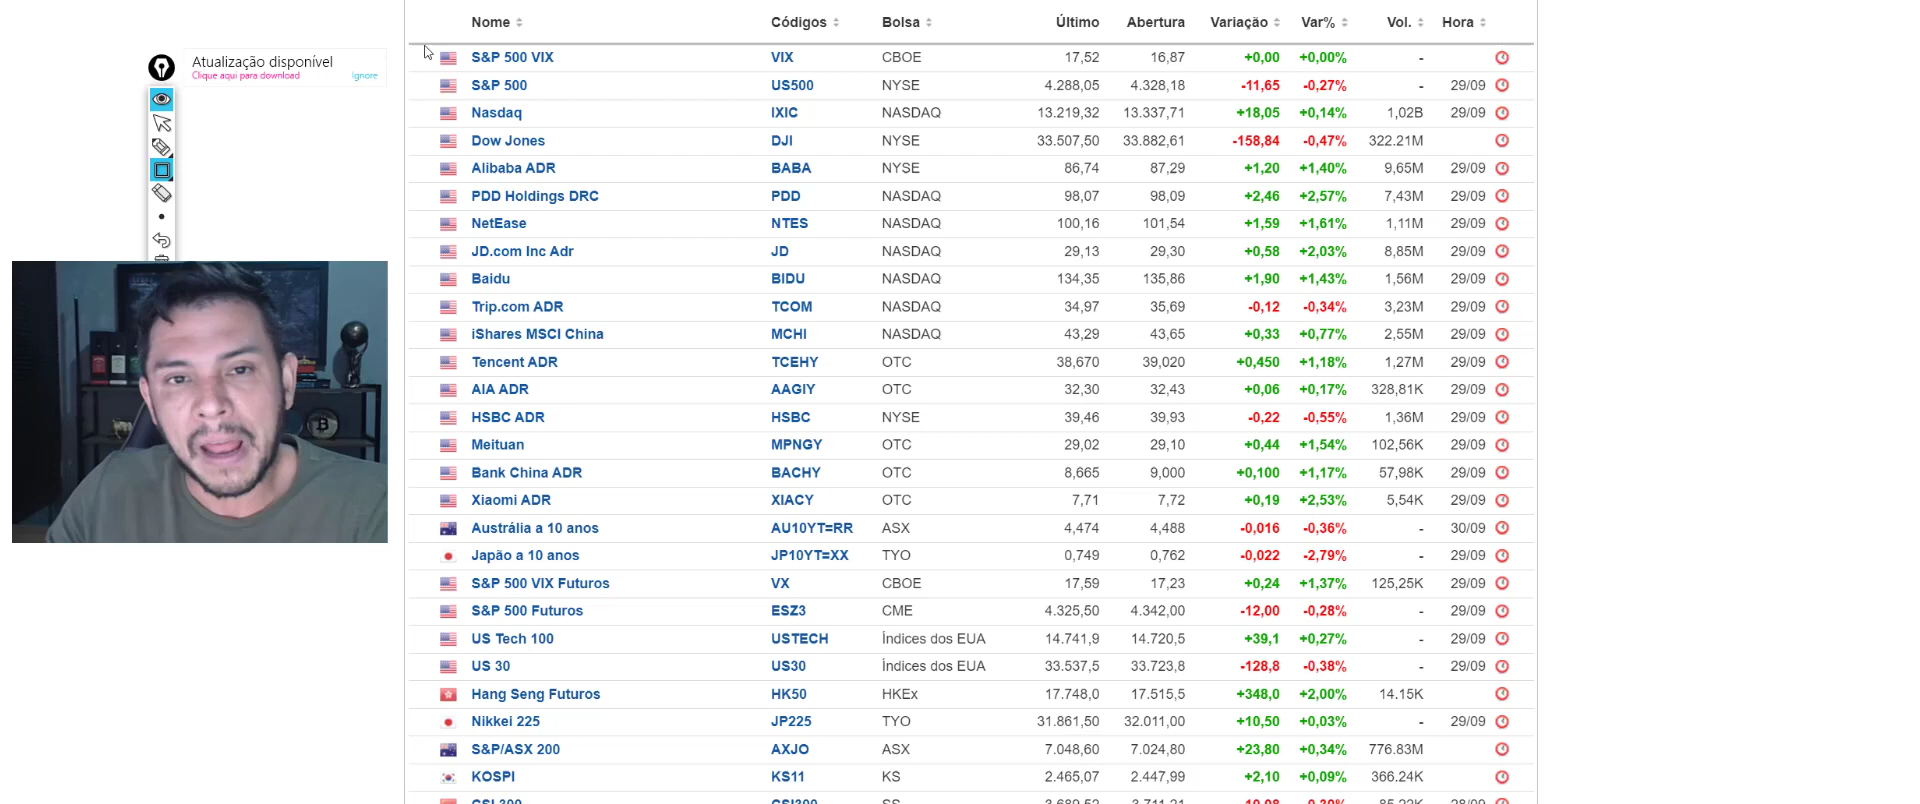 Nome Códigos Bolsa Último Abertura Variação Var% Vol. Hora
Atualização disponível
Clique aqui para download Ignore
S&P 500 VIX VIX CBOE 17,52 16,87 +0,00 +0,00% -
S&P 500 US500 NYSE 4.288,05 4.328,18 -11,65 -0,27% - 29/09
Nasdaq IXIC NASDAQ 13.219,32 13.337,71 +18,05 +0,14% 1,02B 29/09
Dow Jones DJI NYSE 33.507,50 33.882,61 -158,84 -0,47% 322.21M
Alibaba ADR BABA NYSE 86,74 87,29 +1,20 +1,40% 9,65M 29/09
PDD Holdings DRC PDD NASDAQ 98,07 98,09 +2,46 +2,57% 7,43M 29/09
NetEase NTES NASDAQ 100,16 101,54 +1,59 +1,61% 1,11M 29/09
JD.com Inc Adr JD NASDAQ 29,13 29,30 +0,58 +2,03% 8,85M 29/09
Baidu BIDU NASDAQ 134,35 135,86 +1,90 +1,43% 1,56M 29/09
Trip.com ADR TCOM NASDAQ 34,97 35,69 -0,12 -0,34% 3,23M 29/09
iShares MSCI China MCHI NASDAQ 43,29 43,65 +0,33 +0,77% 2,55M 29/09
Tencent ADR TCEHY OTC 38,670 39,020 +0,450 +1,18% 1,27M 29/09
AIA ADR AAGIY OTC 32,30 32,43 +0,06 +0,17% 328,81K 29/09
HSBC ADR HSBC NYSE 39,46 39,93 -0,22 -0,55% 1,36M 29/09
Meituan MPNGY OTC 29,02 29,10 +0,44 +1,54% 102,56K 29/09
Bank China ADR BACHY OTC 8,665 9,000 +0,100 +1,17% 57,98K 29/09
Xiaomi ADR XIACY OTC 7,71 7,72 +0,19 +2,53% 5,54K 29/09
Austrália a 10 anos AU10YT=RR ASX 4,474 4,488 -0,016 -0,36% - 30/09
Japão a 10 anos JP10YT=XX TYO 0,749 0,762 -0,022 -2,79% - 29/09
S&P 500 VIX Futuros VX CBOE 17,59 17,23 +0,24 +1,37% 125,25K 29/09
S&P 500 Futuros ESZ3 CME 4.325,50 4.342,00 -12,00 -0,28% - 29/09
US Tech 100 USTECH Índices dos EUA 14.741,9 14.720,5 +39,1 +0,27% - 29/09
US 30 US30 Índices dos EUA 33.537,5 33.723,8 -128,8 -0,38% - 29/09
Hang Seng Futuros HK50 HKEx 17.748,0 17.515,5 +348,0 +2,00% 14.15K
Nikkei 225 JP225 TYO 31.861,50 32.011,00 +10,50 +0,03% - 29/09
S&P/ASX 200 AXJO ASX 7.048,60 7.024,80 +23,80 +0,34% 776.83M
KOSPI KS11 KS 2.465,07 2.447,99 +2,10 +0,09% 366.24K